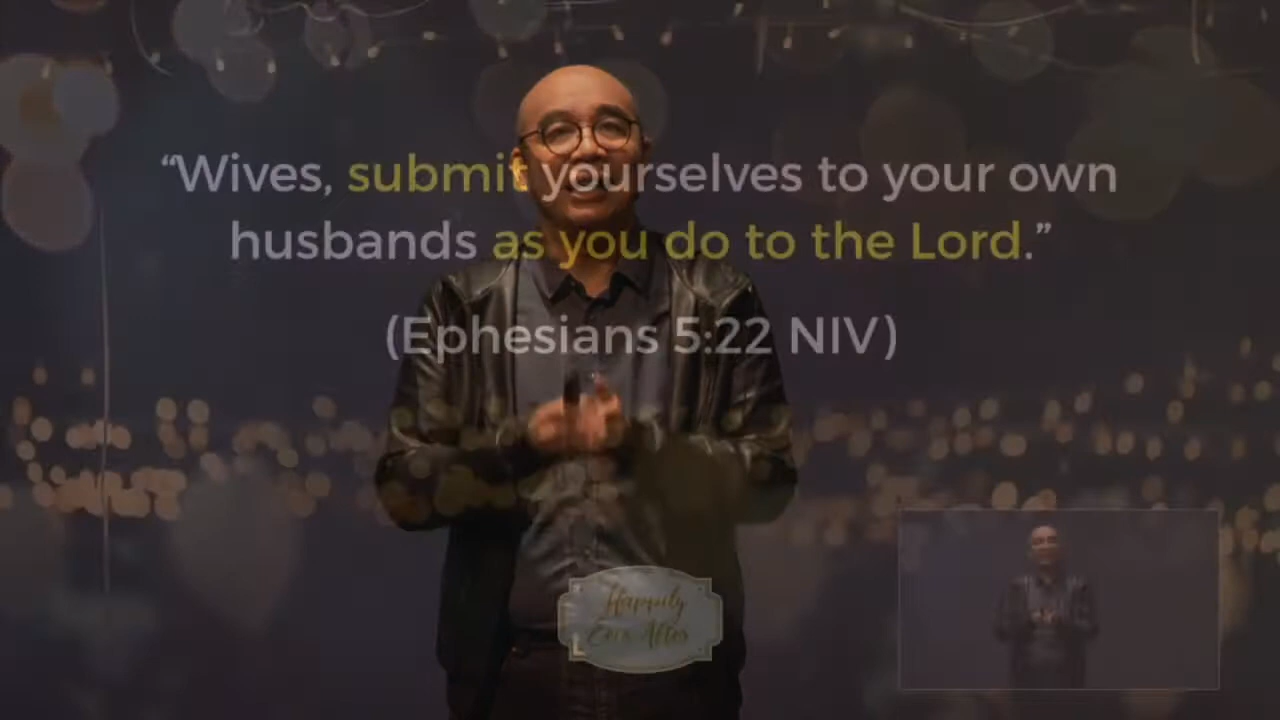 “Wives, submit yourselves to your own
husbands as you do to the Lord.”
(Ephesians 5:22 NIV)
Happily
Ever After